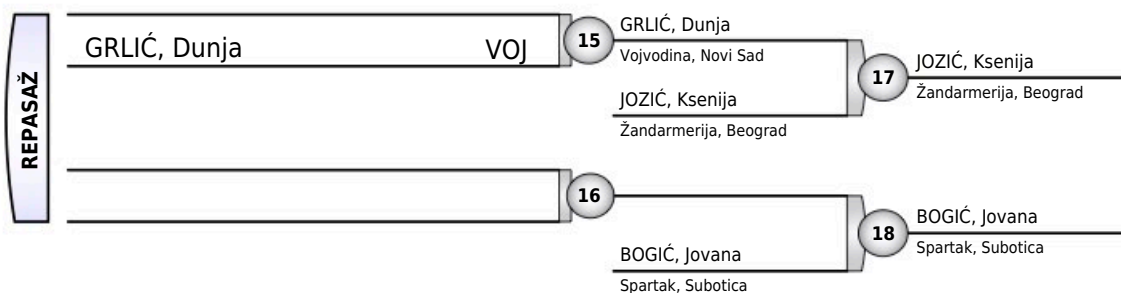 REPASAŽ
GRLIĆ, Dunja VOJ
15
GRLIĆ, Dunja
Vojvodina, Novi Sad
JOZIĆ, Ksenija
Žandarmerija, Beograd
17
JOZIĆ, Ksenija
Žandarmerija, Beograd
16
BOGIĆ, Jovana
Spartak, Subotica
18
BOGIĆ, Jovana
Spartak, Subotica